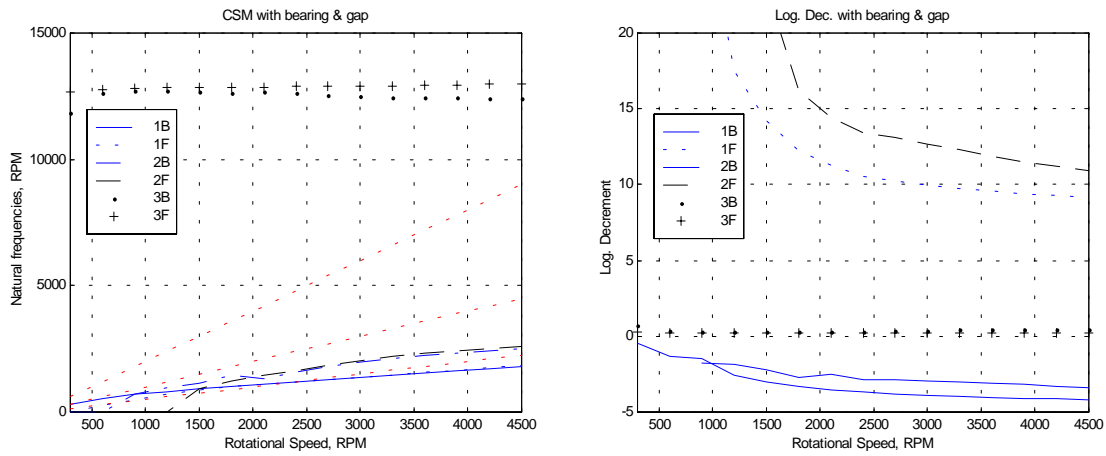 CSM with bearing & gap
15000
10000
5000
0
Natural frequencies, RPM
1B
1F
2B
2F
3B
3F
500 1000 1500 2000 2500 3000 3500 4000 4500
Rotational Speed, RPM
Log. Dec. with bearing & gap
20
15
10
5
0
-5
Log. Decrement
1B
1F
2B
2F
3B
3F
500 1000 1500 2000 2500 3000 3500 4000 4500
Rotational Speed, RPM